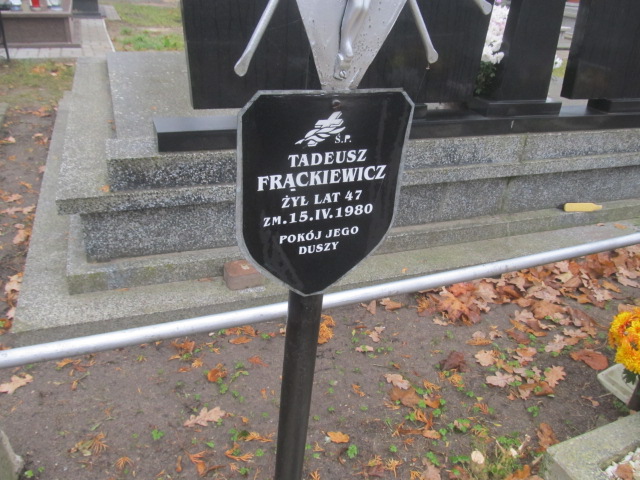 Ś.P.
TADEUSZ
FRĄCKIEWICZ
ŻYŁ LAT 47
ZM. 15.IV.1980
POKÓJ JEGO
DUSZY